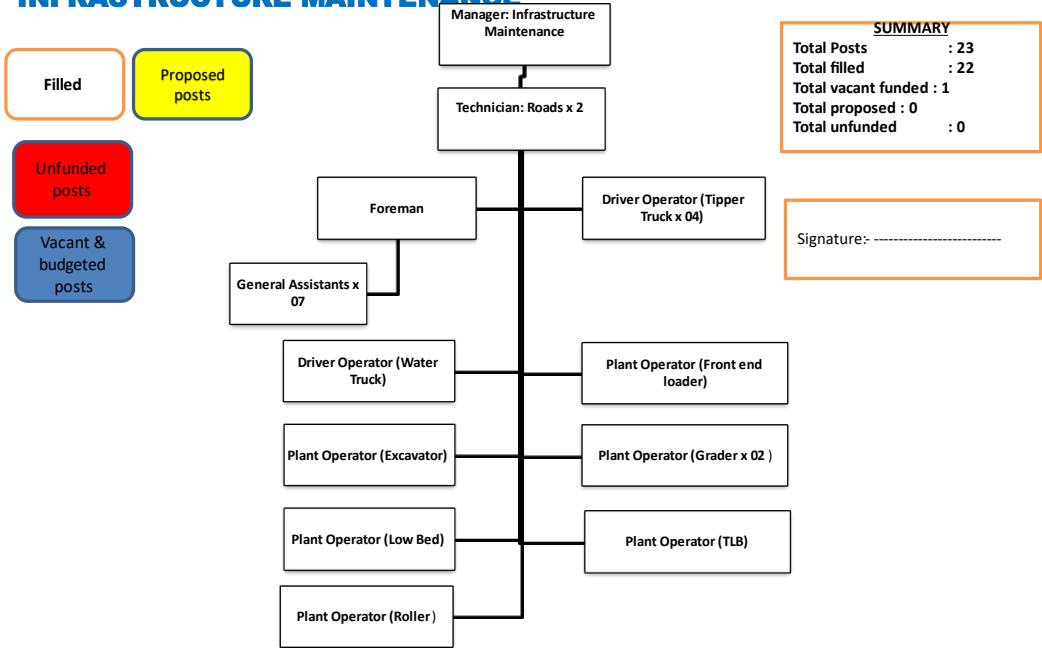 INFRASTRUCTURE MAINTENANCE
Manager: Infrastructure
Maintenance
SUMMARY
Total Posts : 23
Total filled : 22
Total vacant funded : 1
Total proposed : 0
Total unfunded : 0
Filled
Proposed
posts
Technician: Roads x 2
Unfunded
posts
Foreman
Driver Operator (Tipper
Truck x 04)
Signature:- --------------------------
Vacant &
budgeted
posts
General Assistants x
07
Driver Operator (Water
Truck)
Plant Operator (Front end
loader)
Plant Operator (Excavator)
Plant Operator (Grader x 02 )
Plant Operator (Low Bed)
Plant Operator (TLB)
Plant Operator (Roller )